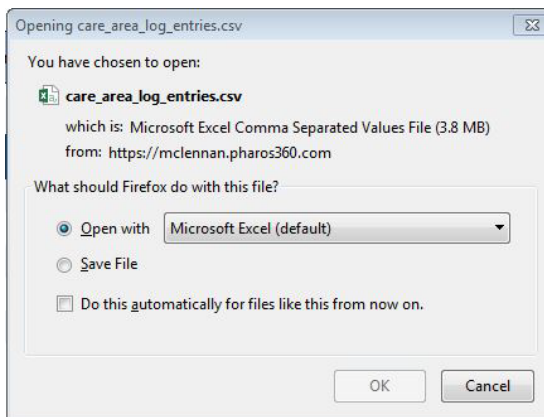 Opening care_area_log_entries.csv
You have chosen to open:
care_area_log_entries.csv
which is: Microsoft Excel Comma Separated Values File (3.8 MB)
from: https://mclennan.pharos360.com
What should Firefox do with this file?
Open with Microsoft Excel (default)
Save File
Do this automatically for files like this from now on.
OK Cancel